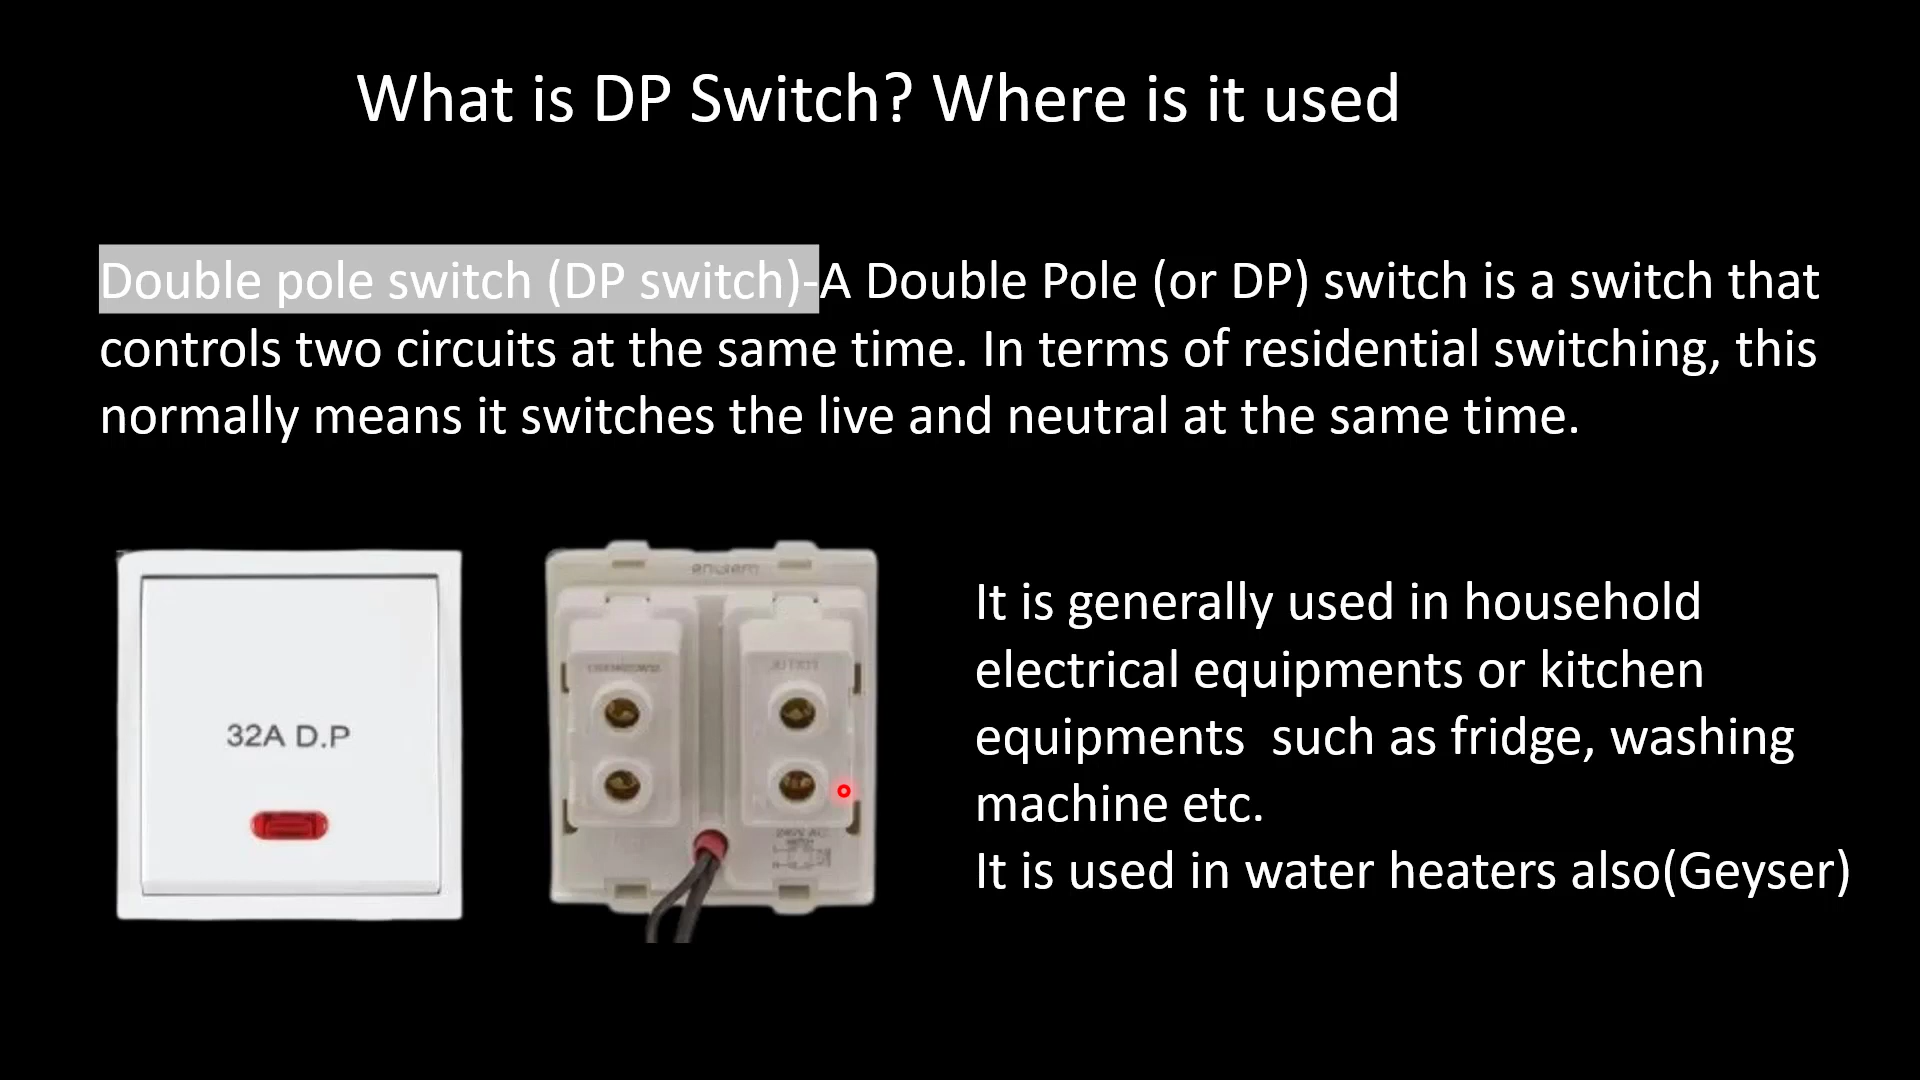 What is DP Switch? Where is it used
Double pole switch (DP switch)-A Double Pole (or DP) switch is a switch that
controls two circuits at the same time. In terms of residential switching, this
normally means it switches the live and neutral at the same time.
32A D.P
It is generally used in household
electrical equipments or kitchen
equipments  such as fridge, washing
machine etc.
It is used in water heaters also(Geyser)